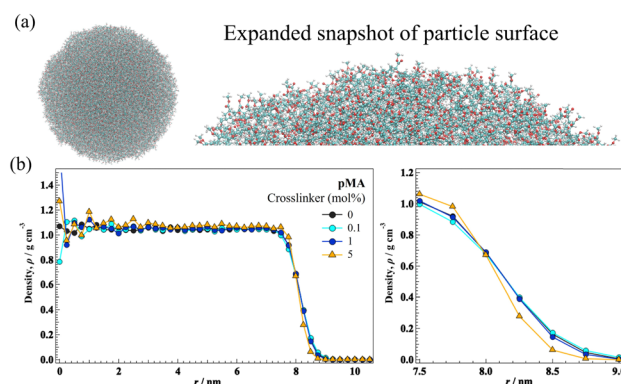 (a)
Expanded snapshot of particle surface
(b)
pMA
Crosslinker (mol%)
0
0.1
1
5
Density, ρ / g cm⁻³
1.4
1.2
1.0
0.8
0.6
0.4
0.2
0.0
0 2 4 6 8 10
r / nm
Density, ρ / g cm⁻³
1.2
1.0
0.8
0.6
0.4
0.2
0.0
7.5 8.0 8.5 9.0
r / nm